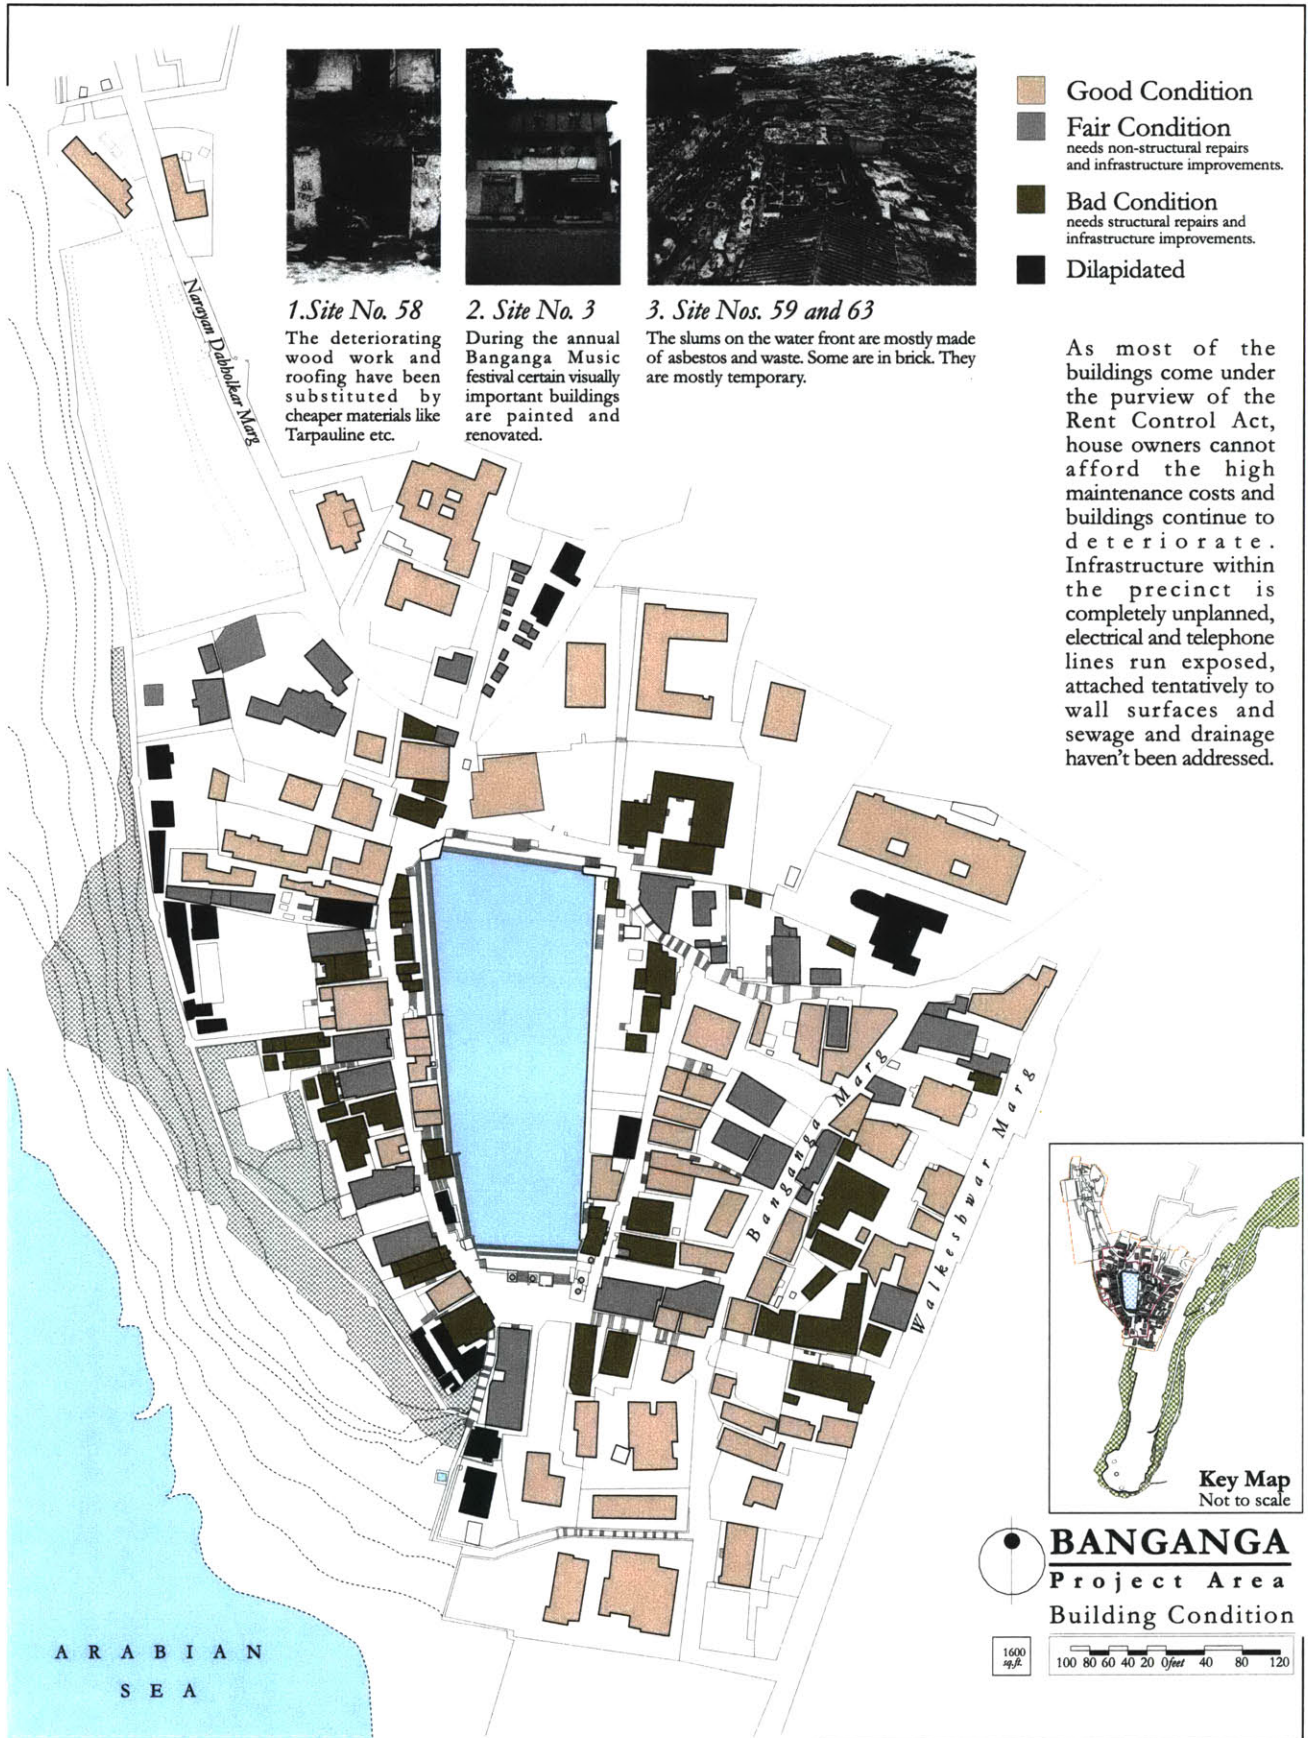 Good Condition
Fair Condition
needs non-structural repairs
and infrastructure improvements.
Bad Condition
needs structural repairs and
infrastructure improvements.
Dilapidated
1.Site No. 58
The deteriorating
wood work and
roofing have been
substituted by
cheaper materials like
Tarpauline etc.
2. Site No. 3
During the annual
Banganga Music
festival certain visually
important buildings
are painted and
renovated.
3. Site Nos. 59 and 63
The slums on the water front are mostly made
of asbestos and waste. Some are in brick. They
are mostly temporary.
As most of the
buildings come under
the purview of the
Rent Control Act,
house owners cannot
afford the high
maintenance costs and
buildings continue to
deteriorate.
Infrastructure within
the precinct is
completely unplanned,
electrical and telephone
lines run exposed,
attached tentatively to
wall surfaces and
sewage and drainage
haven't been addressed.
Narayan Dabholkar Marg
Banganga Marg
Walkeshwar Marg
Key Map
Not to scale
BANGANGA
Project Area
Building Condition
1600
sq.ft.
100 80 60 40 20 0feet 40 80 120
ARABIAN
SEA